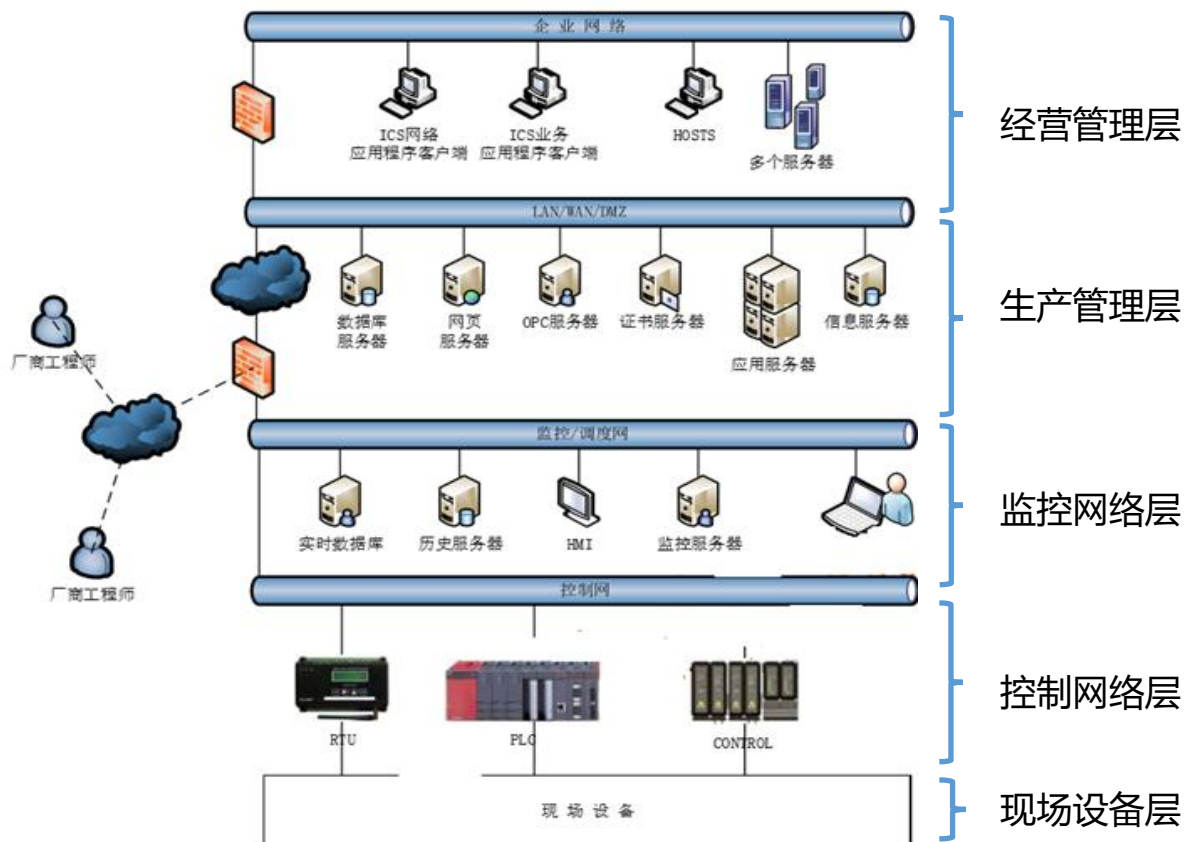 企 业 网 络
ICS网络
应用程序客户端
ICS业务
应用程序客户端
HOSTS
多个服务器
经营管理层
LAN/WAN/DMZ
数据库
服务器
网页
服务器
OPC服务器
证书服务器
应用服务器
信息服务器
生产管理层
厂商工程师
厂商工程师
监控/调度网
实时数据库
历史服务器
HMI
监控服务器
监控网络层
控制网
RTU
PLC
CONTROL
控制网络层
现 场 设 备
现场设备层